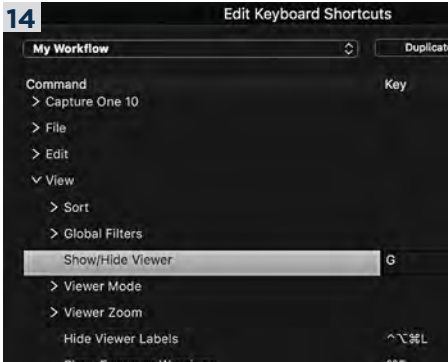 14
Edit Keyboard Shortcuts
My Workflow
Duplicat
Command Key
> Capture One 10
> File
> Edit
∨ View
> Sort
> Global Filters
Show/Hide Viewer G
> Viewer Mode
> Viewer Zoom
Hide Viewer Labels ^⌥⌘L